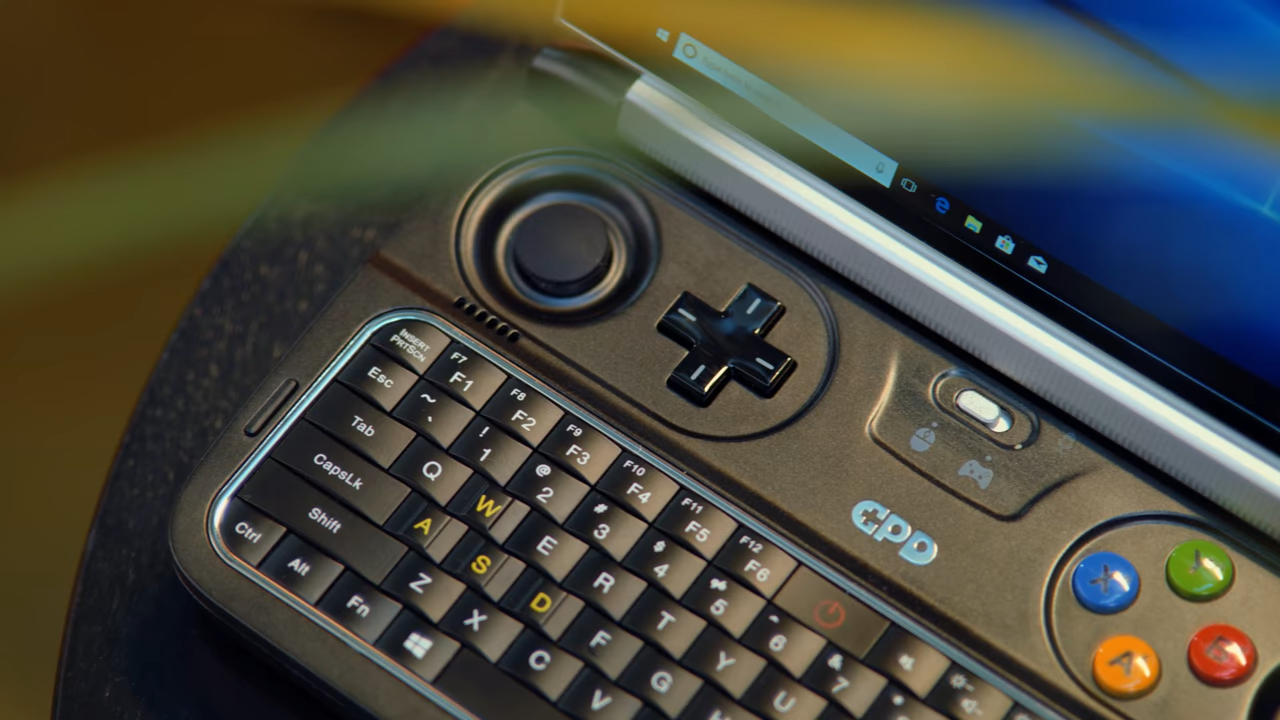 INSERT
PRTSCN
F7
F1
F8
F2
F9
F3
F10
F4
F11
F5
F12
F6
Esc
~
`
!
1
@
2
#
3
$
4
5
^
6
&
7
Tab
Q
W
E
R
T
Y
U
CapsLk
A
S
D
F
G
H
Shift
Z
X
C
V
Ctrl
Alt
Fn
GPD
X
Y
A
B